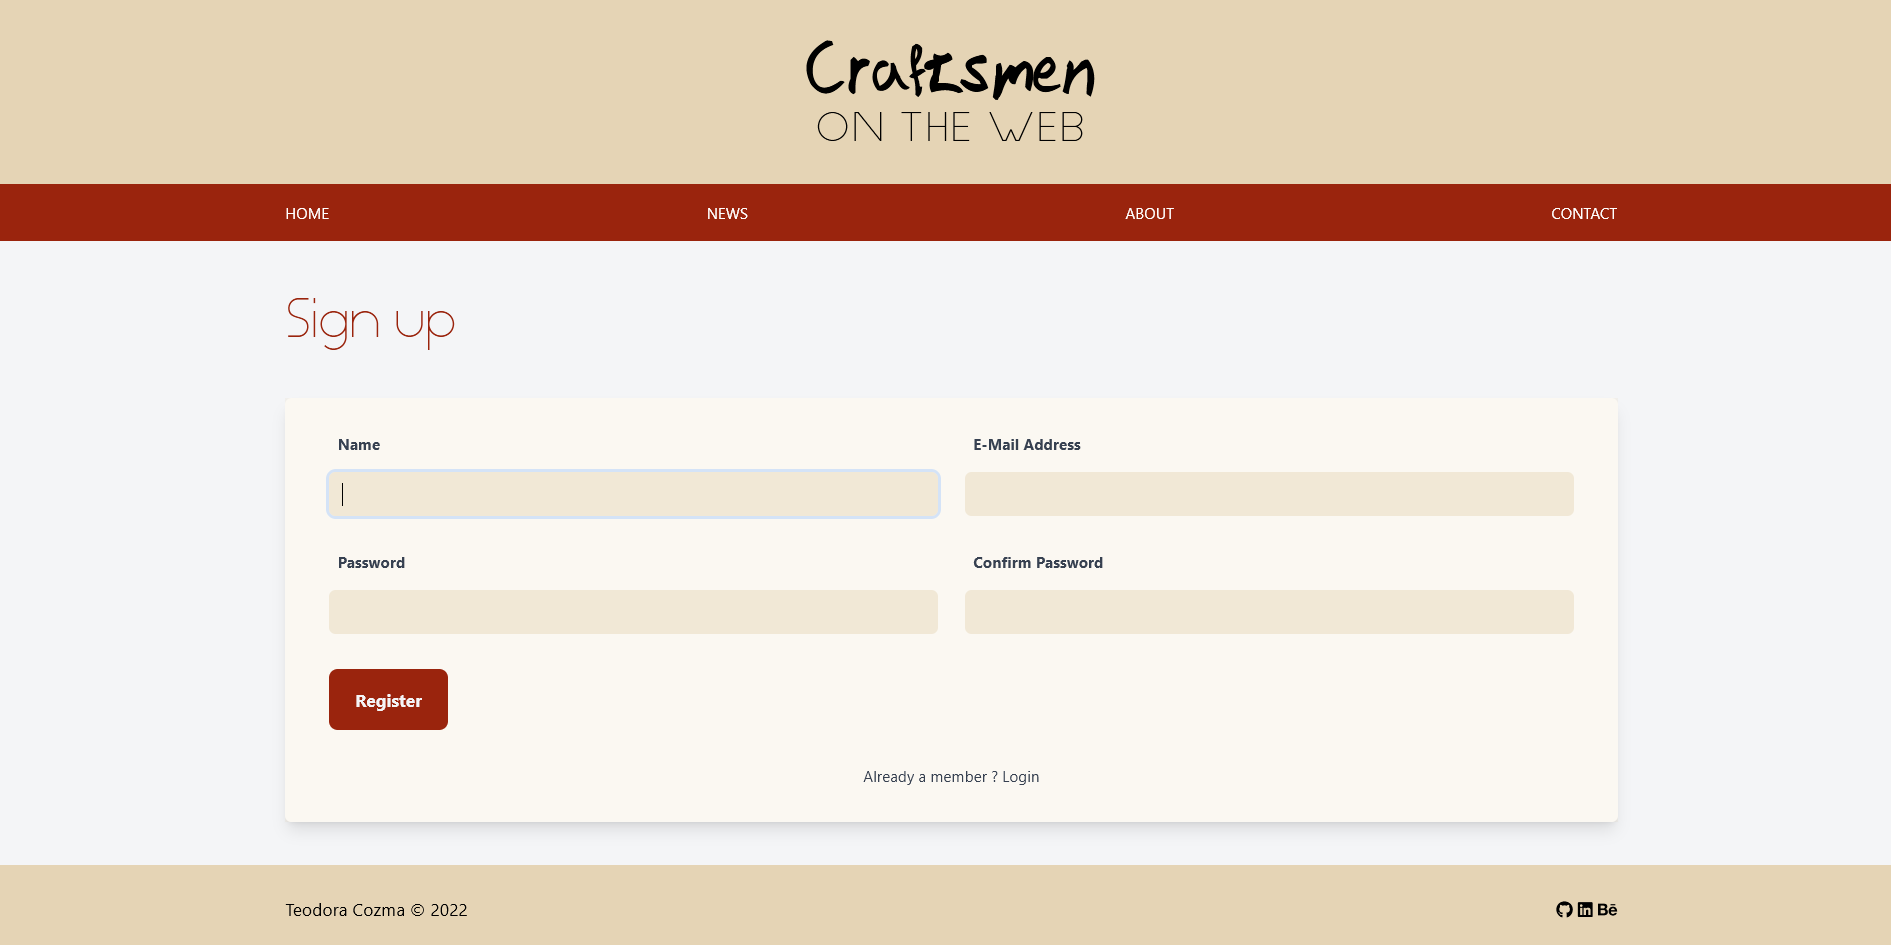 Craftsmen
ON THE WEB
HOME NEWS ABOUT CONTACT
Sign up
Name E-Mail Address
Password Confirm Password
Register
Already a member ? Login
Teodora Cozma © 2022
in Bē